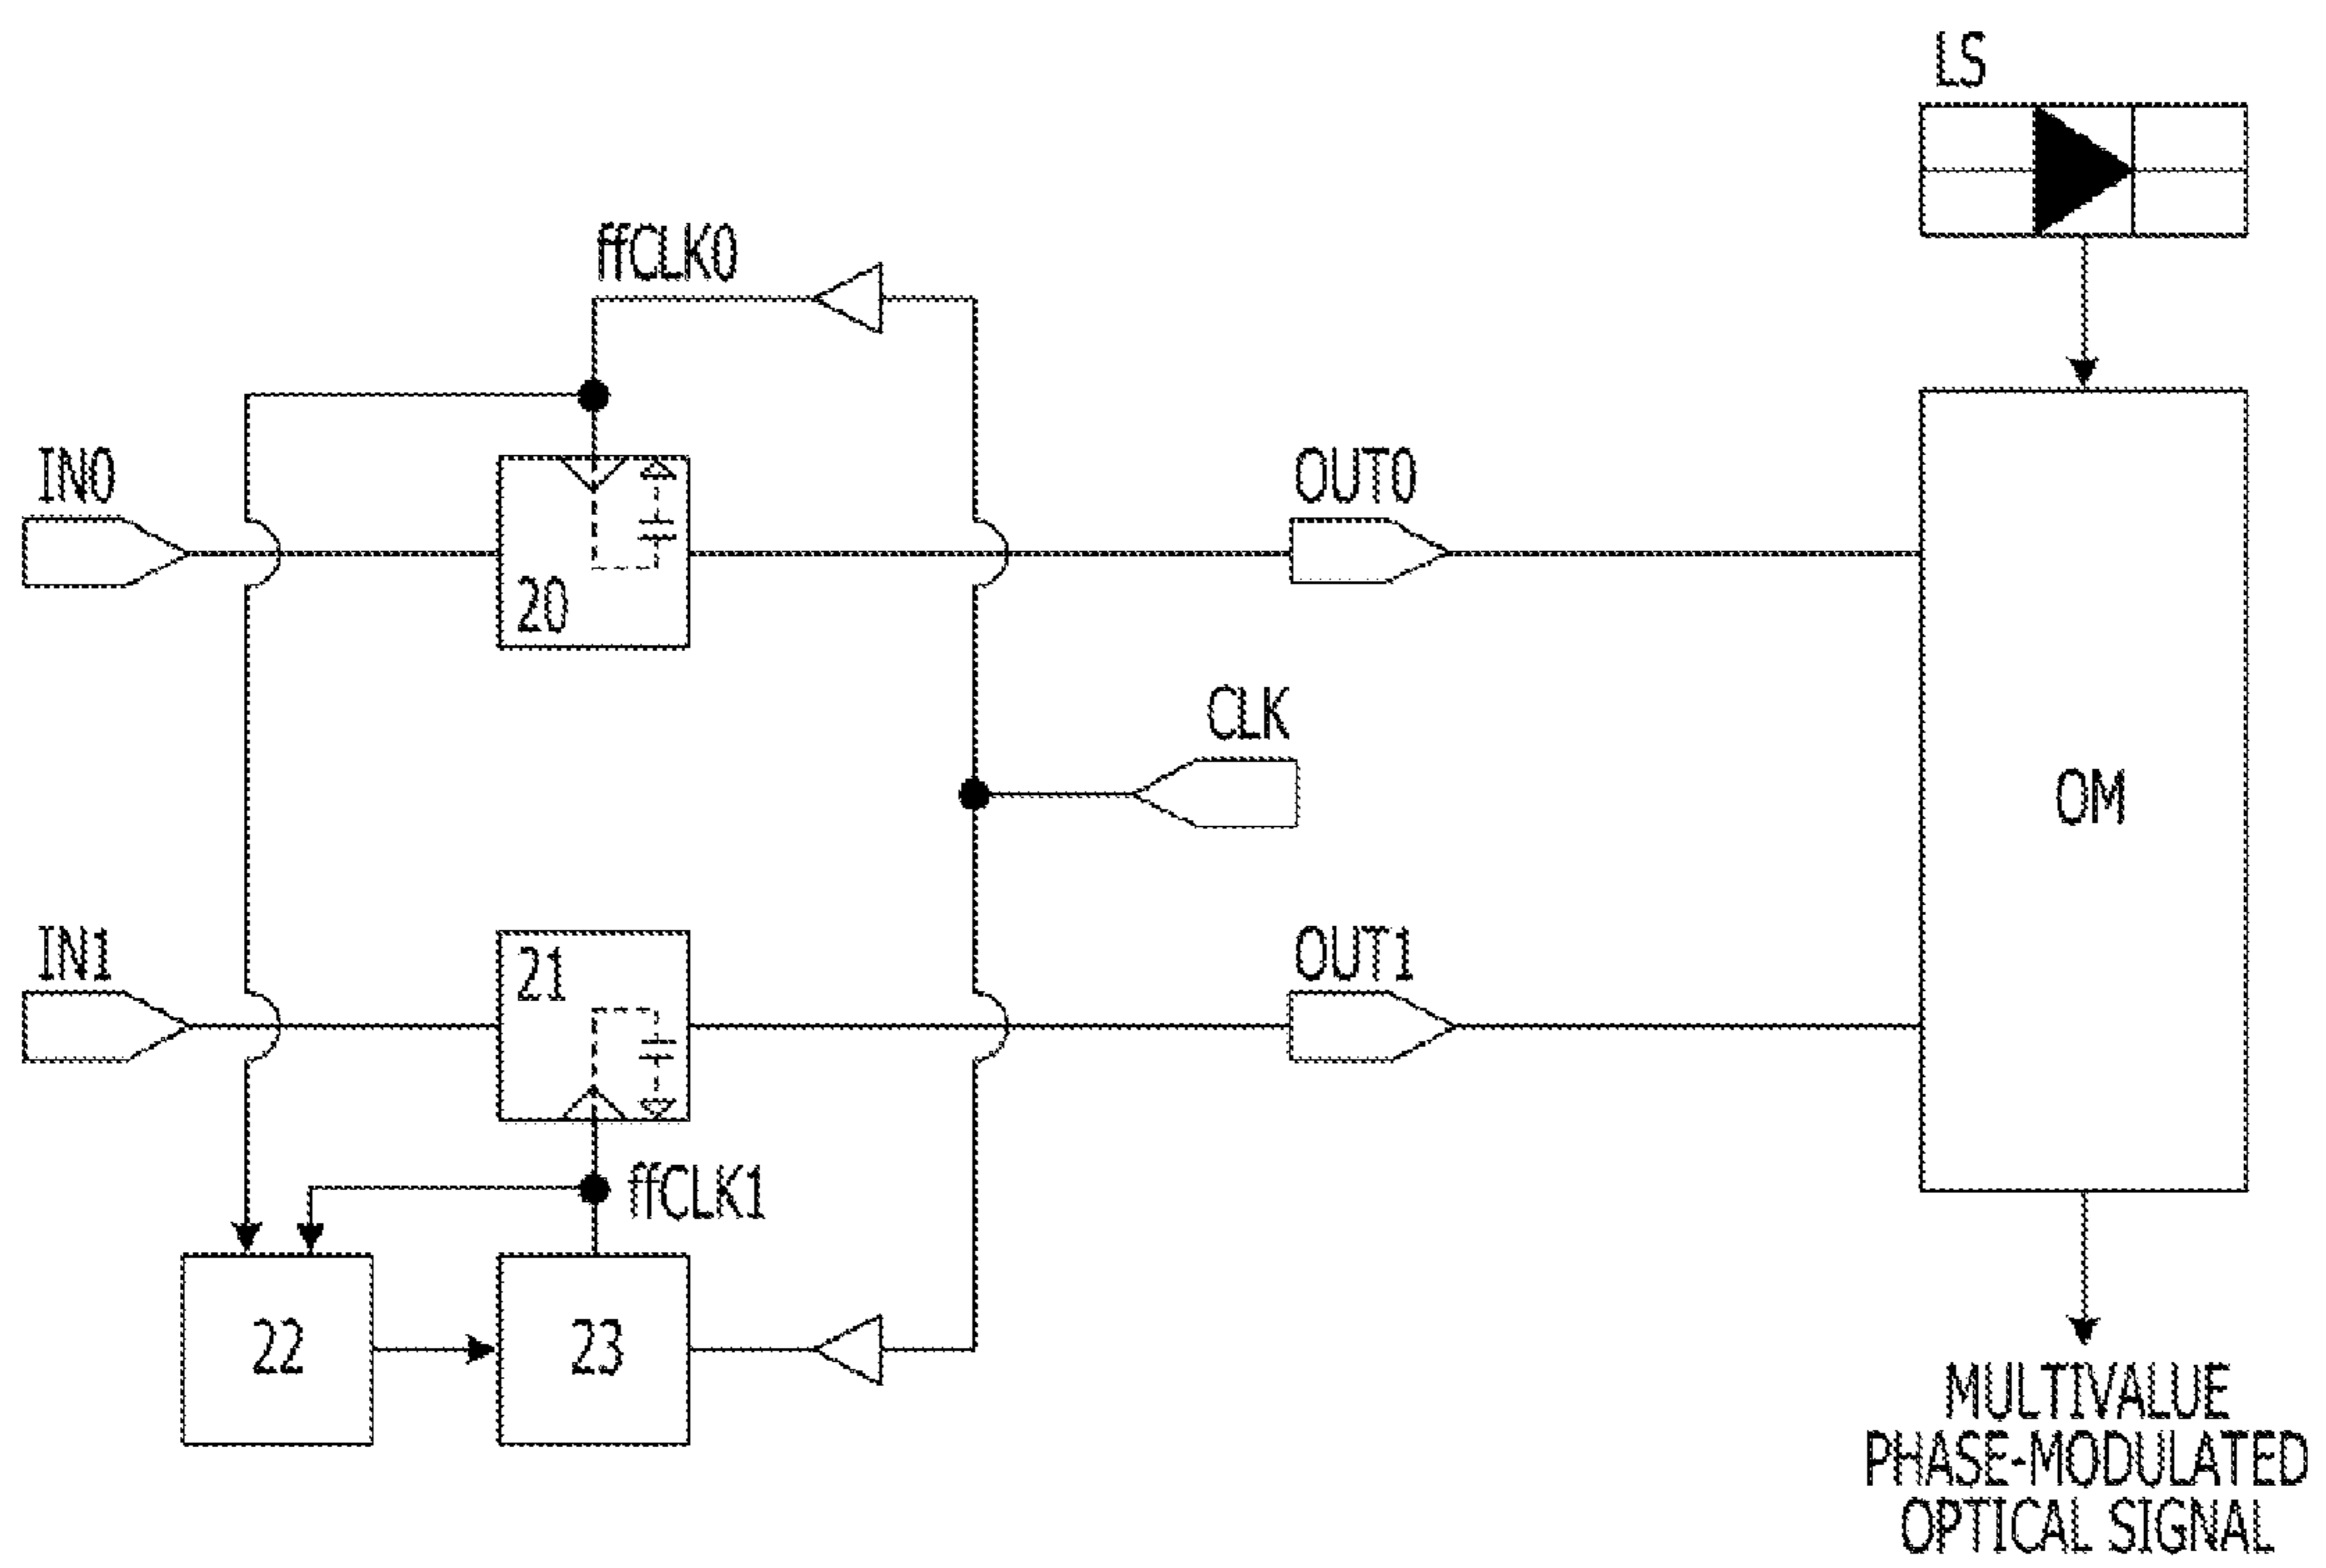 LS
ffCLK0
IN0
OUT0
20
CLK
OM
IN1
21
OUT1
ffCLK1
22
23
MULTIVALUE
PHASE-MODULATED
OPTICAL SIGNAL